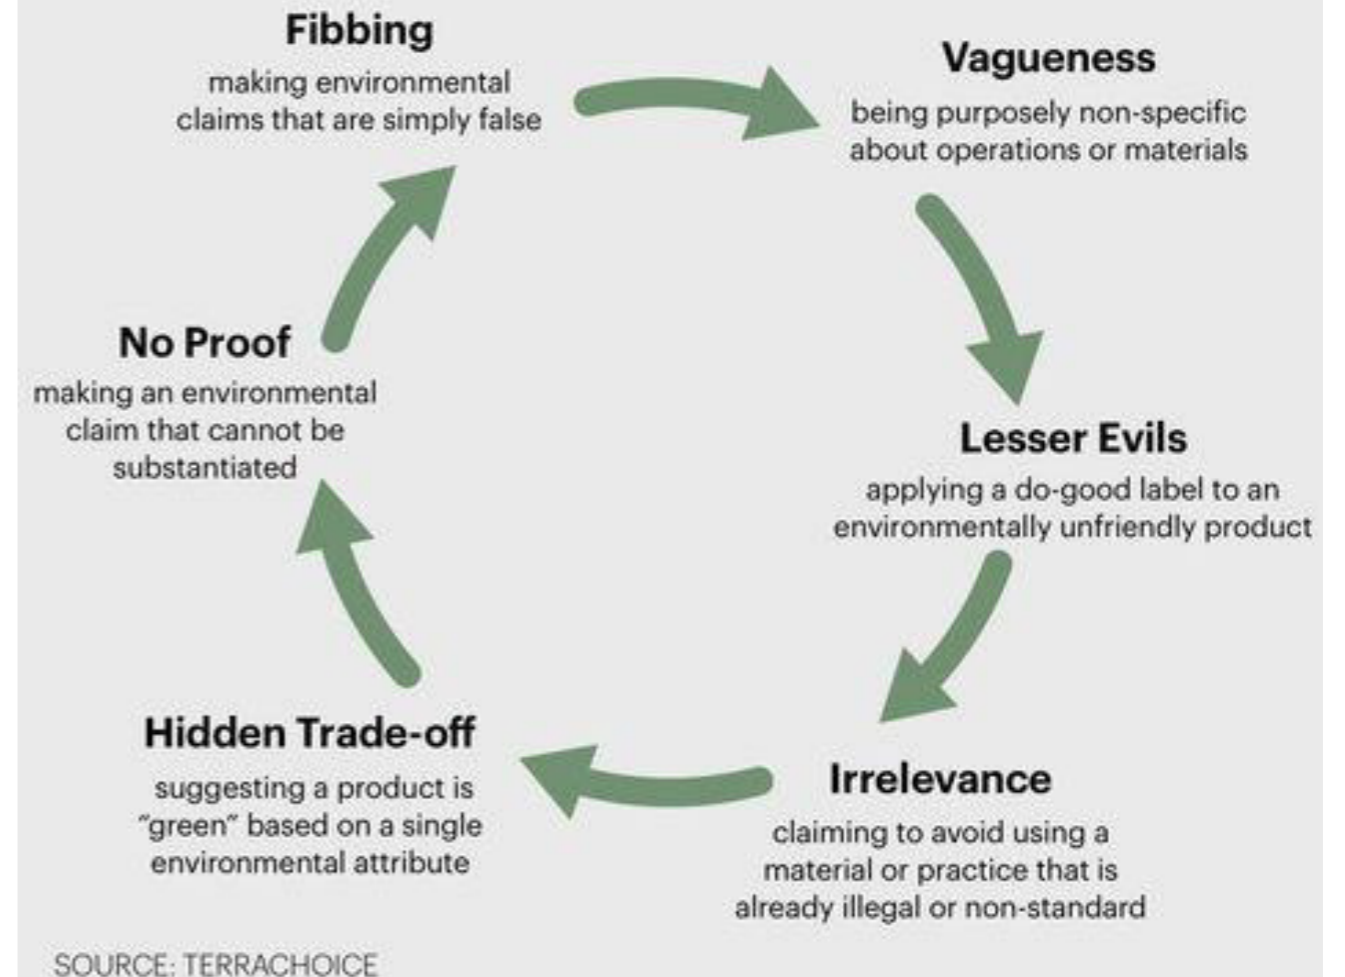 Fibbing
making environmental
claims that are simply false
Vagueness
being purposely non-specific
about operations or materials
Lesser Evils
applying a do-good label to an
environmentally unfriendly product
Irrelevance
claiming to avoid using a
material or practice that is
already illegal or non-standard
Hidden Trade-off
suggesting a product is
“green” based on a single
environmental attribute
No Proof
making an environmental
claim that cannot be
substantiated
SOURCE: TERRACHOICE